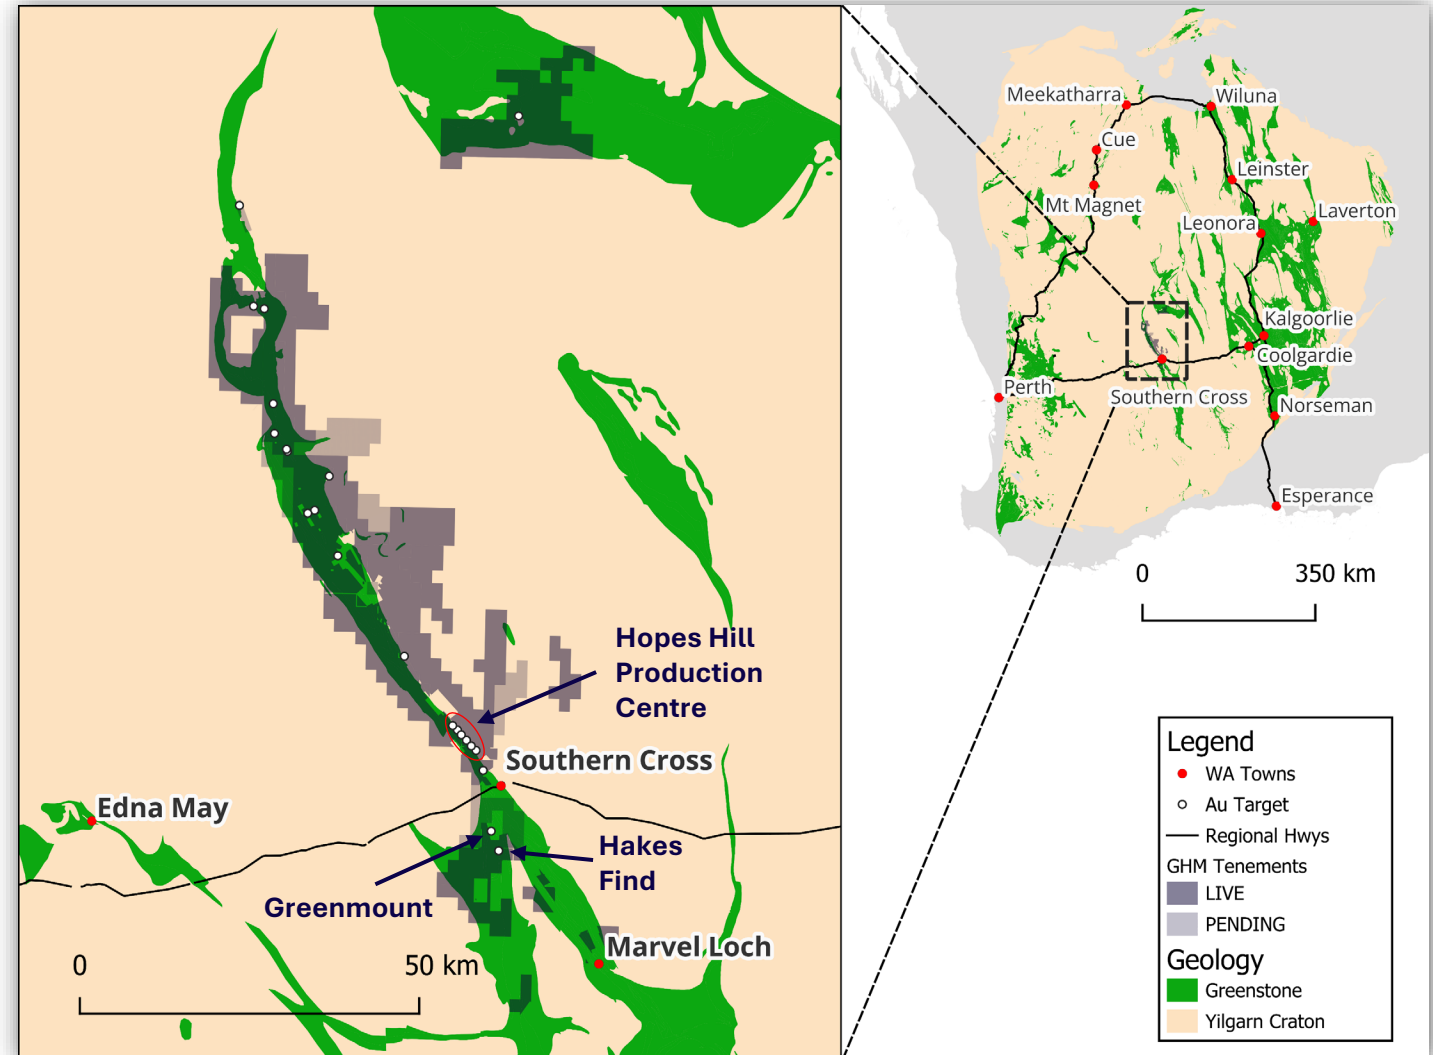 Hopes Hill
Production
Centre
Southern Cross
Edna May
Hakes
Find
Greenmount
Marvel Loch
0 50 km
Meekatharra
Wiluna
Cue
Leinster
Mt Magnet
Laverton
Leonora
Kalgoorlie
Coolgardie
Perth
Southern Cross
Norseman
Esperance
0 350 km
Legend
WA Towns
Au Target
Regional Hwys
GHM Tenements
LIVE
PENDING
Geology
Greenstone
Yilgarn Craton